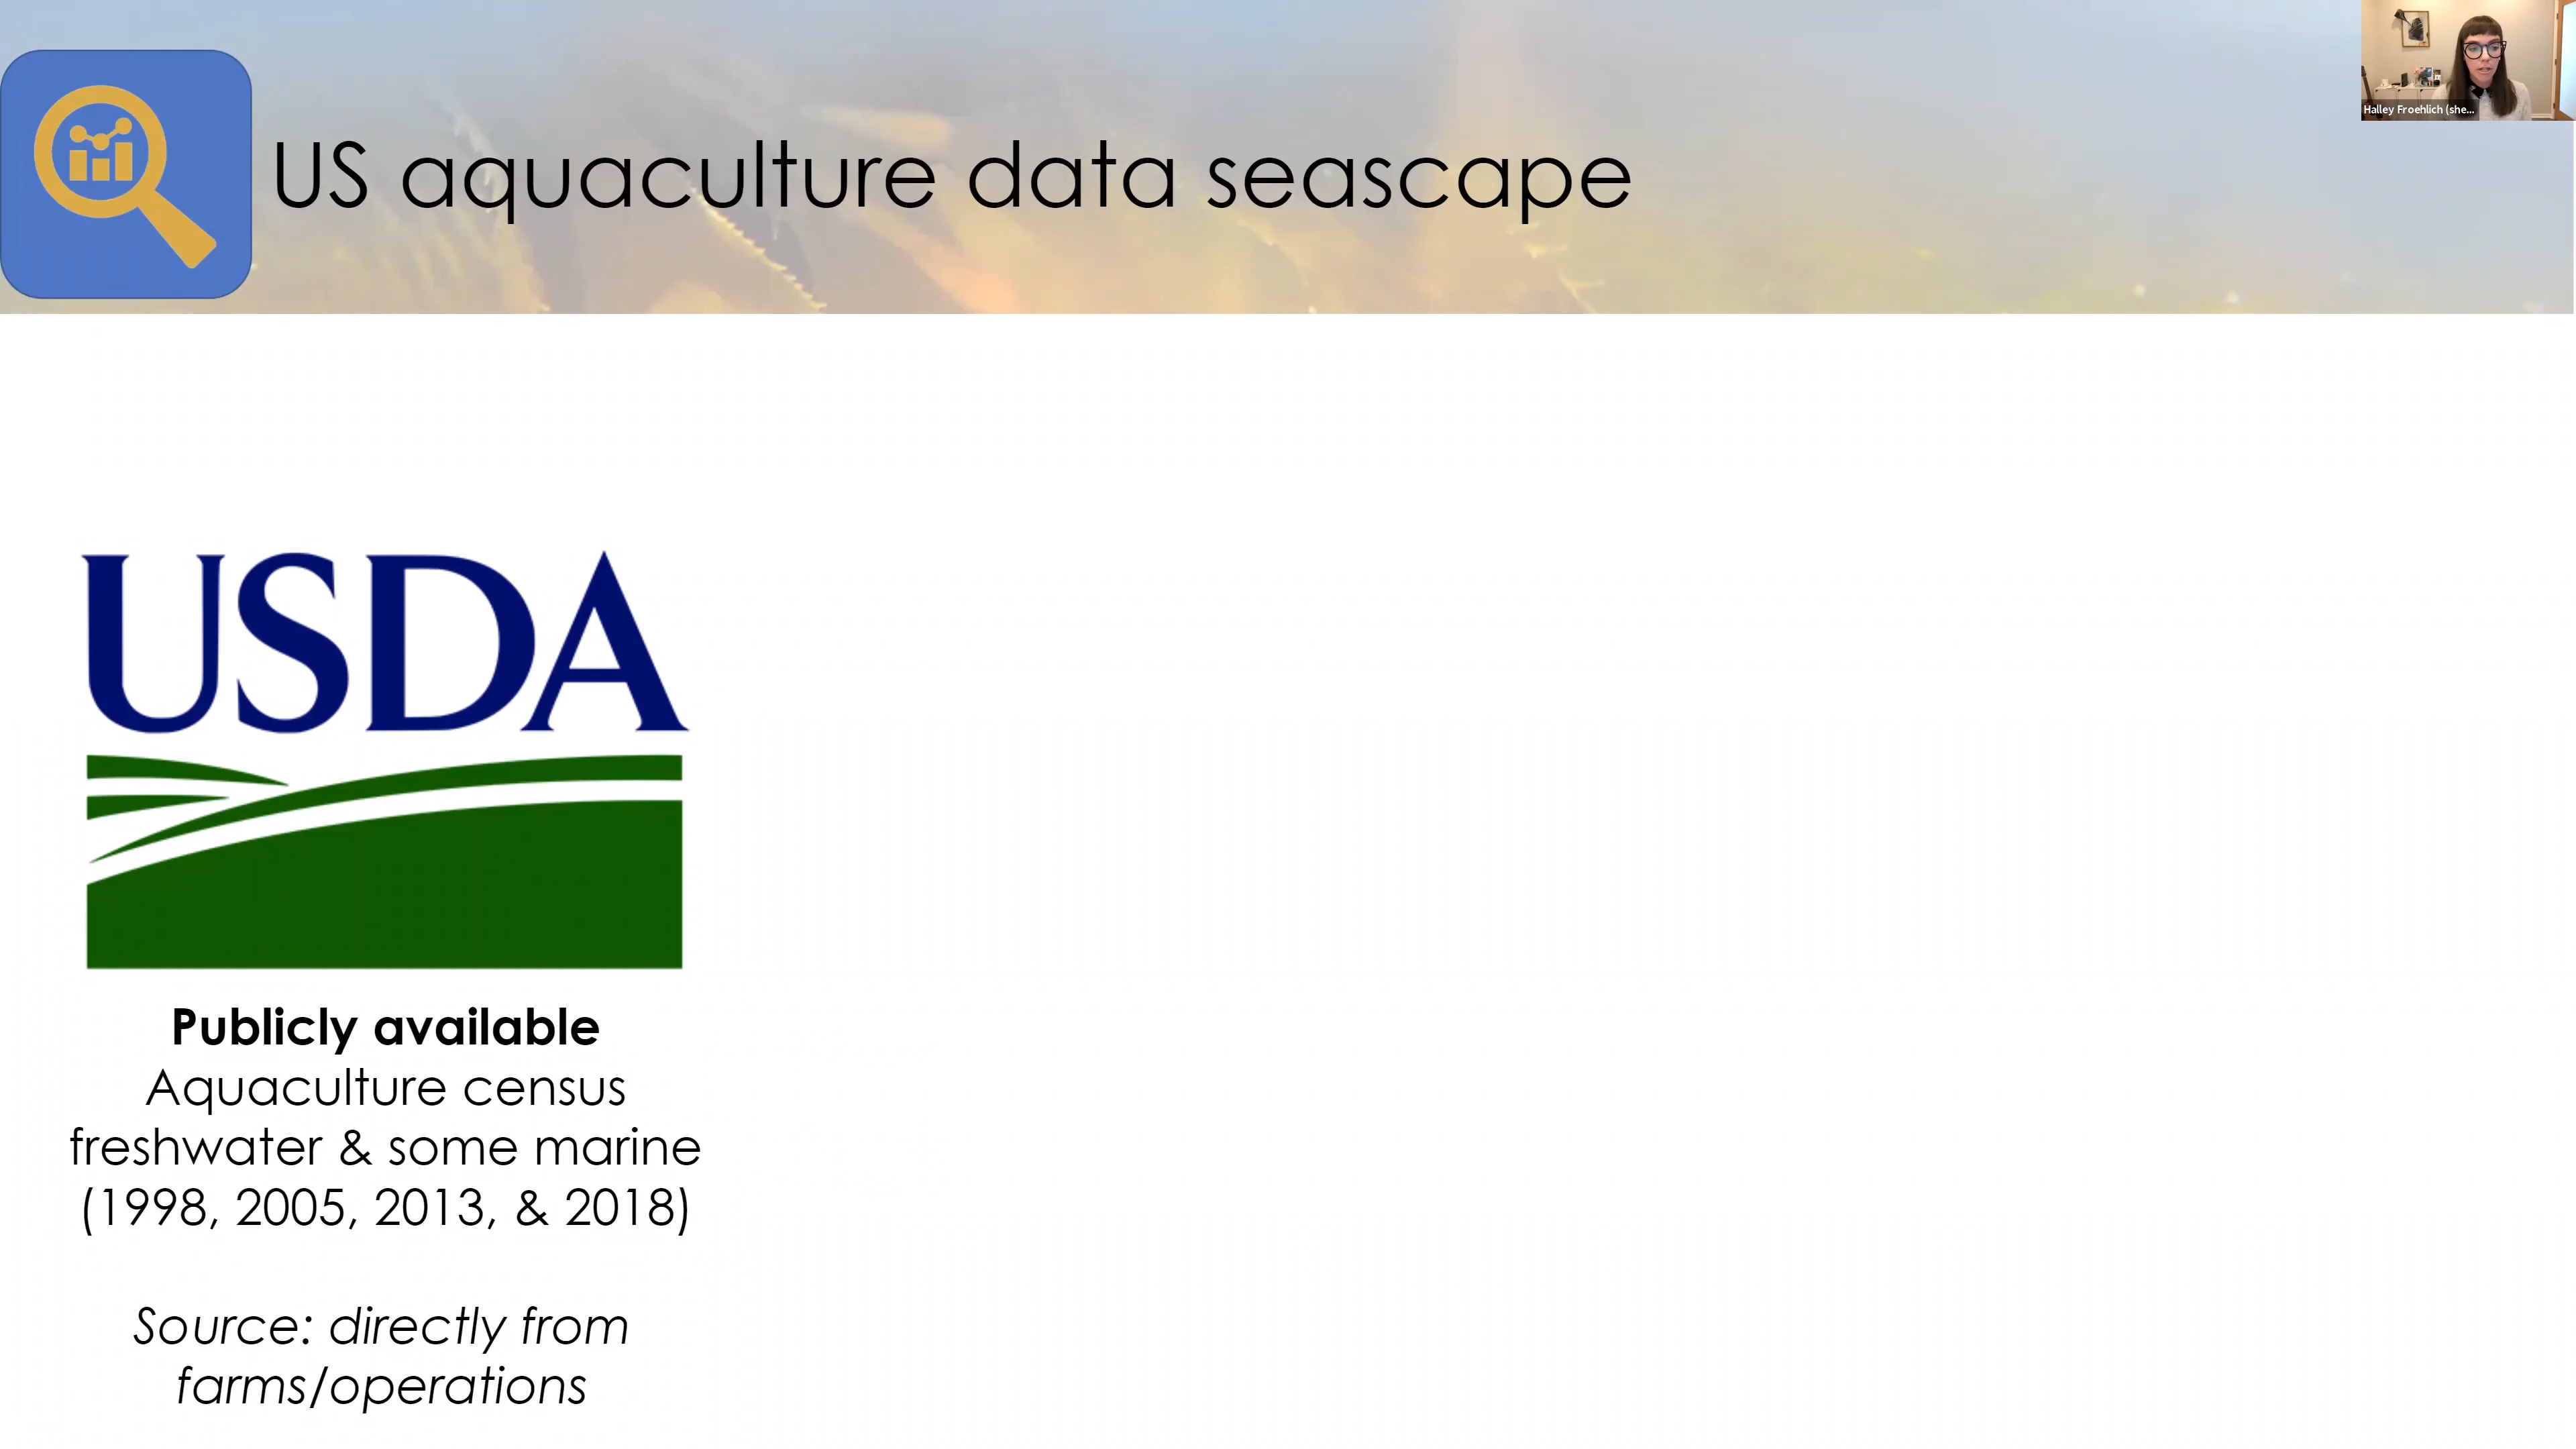 US aquaculture data seascape
Halley Froehlich (she...
USDA
Publicly available
Aquaculture census
freshwater & some marine
(1998, 2005, 2013, & 2018)
Source: directly from
farms/operations